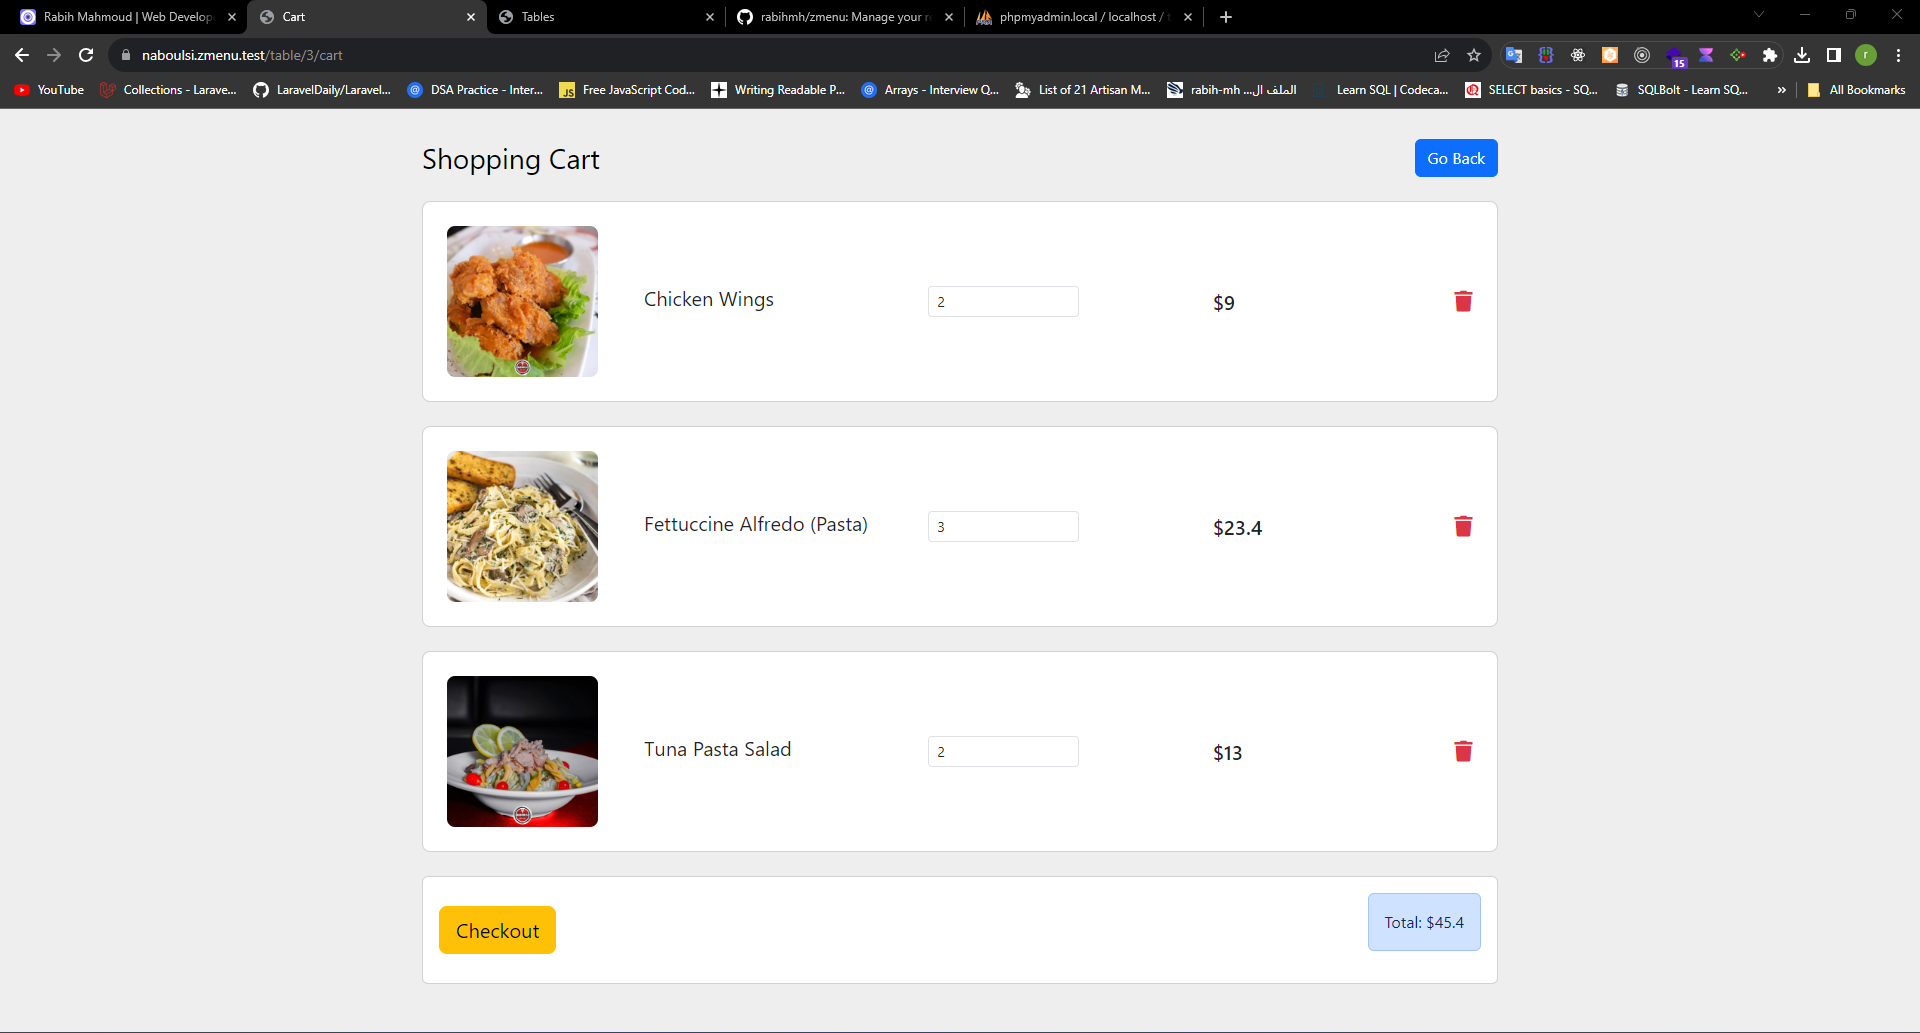 Rabih Mahmoud | Web Develop
Cart
Tables
rabihmh/zmenu: Manage your re
phpmyadmin.local / localhost / t
naboulsi.zmenu.test/table/3/cart
15
r
YouTube
Collections - Larave...
LaravelDaily/Laravel...
DSA Practice - Inter...
JS
Free JavaScript Cod...
Writing Readable P...
Arrays - Interview Q...
List of 21 Artisan M...
rabih-mh الملف ال...
Learn SQL | Codeca...
SELECT basics - SQ...
SQLBolt - Learn SQ...
All Bookmarks
Shopping Cart
Go Back
Chicken Wings
2
$9
Fettuccine Alfredo (Pasta)
3
$23.4
Tuna Pasta Salad
2
$13
Checkout
Total: $45.4